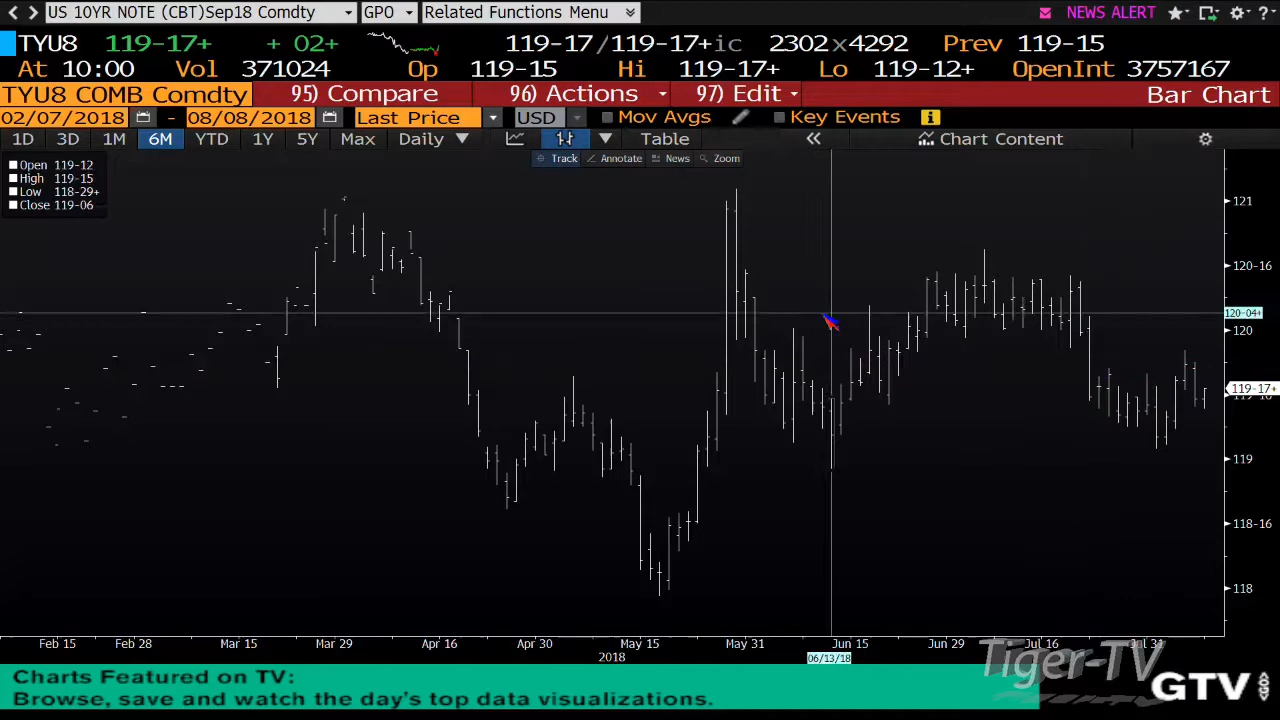 US 10YR NOTE (CBT)Sep18 Comdty GPO Related Functions Menu NEWS ALERT
TYU8 119-17+ + 02+ 119-17/119-17+ic 2302x4292 Prev 119-15
At 10:00 Vol 371024 Op 119-15 Hi 119-17+ Lo 119-12+ OpenInt 3757167
TYU8 COMB Comdty 95) Compare 96) Actions 97) Edit Bar Chart
02/07/2018 - 08/08/2018 Last Price USD Mov Avgs Key Events
1D 3D 1M 6M YTD 1Y 5Y Max Daily Table Chart Content
Track Annotate News Zoom
Open 119-12
High 119-15
Low 118-29+
Close 119-06
121
120-16
120-04+
120
119-17+
119
118-16
118
Feb 15 Feb 28 Mar 15 Mar 29 Apr 16 Apr 30 May 15 May 31 Jun 15 Jun 29 Jul 16 Jul 31
2018
06/13/18
Tiger-TV
Charts Featured on TV:
Browse, save and watch the day's top data visualizations.
GTV